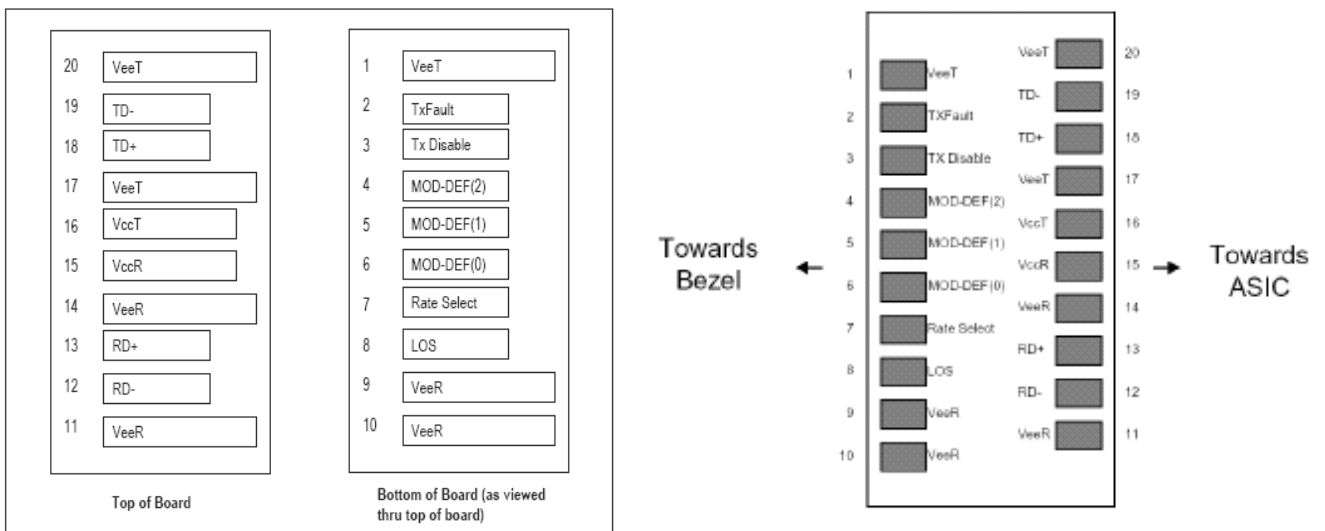 20 VeeT
19 TD-
18 TD+
17 VeeT
16 VccT
15 VccR
14 VeeR
13 RD+
12 RD-
11 VeeR
Top of Board
1 VeeT
2 TxFault
3 Tx Disable
4 MOD-DEF(2)
5 MOD-DEF(1)
6 MOD-DEF(0)
7 Rate Select
8 LOS
9 VeeR
10 VeeR
Bottom of Board (as viewed
thru top of board)
Towards
Bezel
1 VeeT
2 TXFault
3 TX Disable
4 MOD-DEF(2)
5 MOD-DEF(1)
6 MOD-DEF(0)
7 Rate Select
8 LOS
9 VeeR
10 VeeR
VeeT 20
TD- 19
TD+ 18
VeeT 17
VccT 16
VccR 15
VeeR 14
RD+ 13
RD- 12
VeeR 11
Towards
ASIC